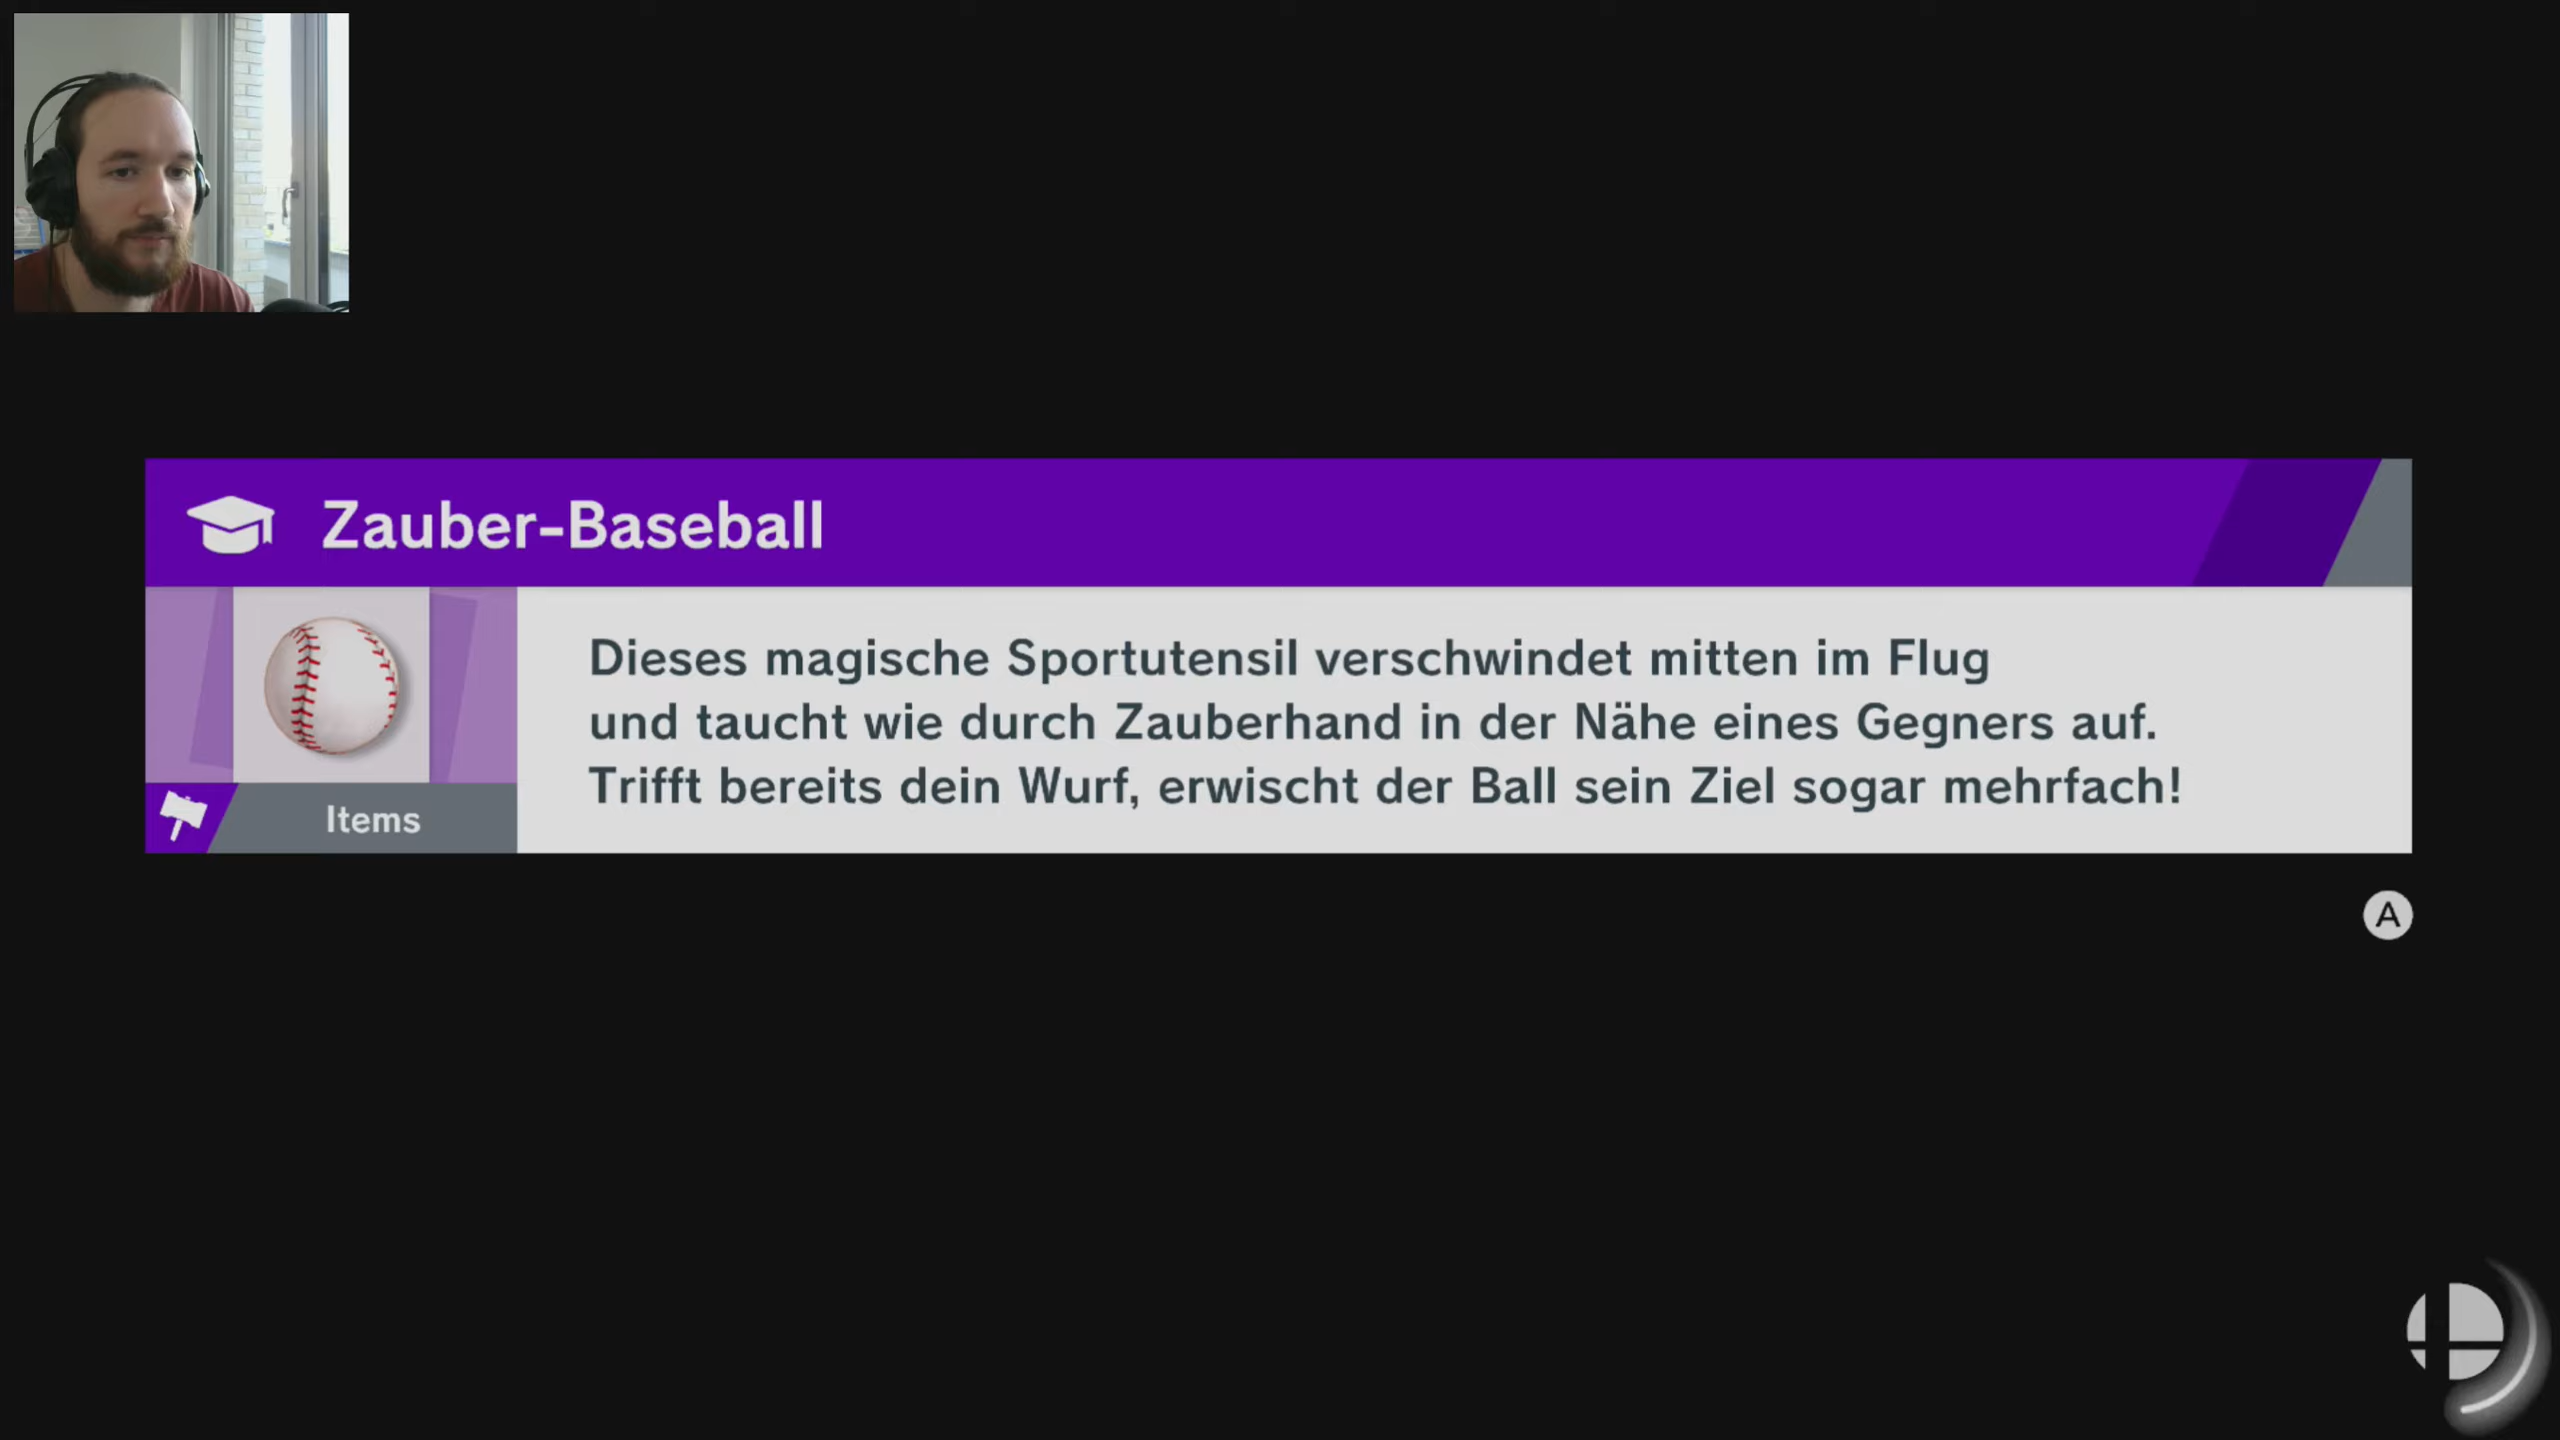 Zauber-Baseball
Dieses magische Sportutensil verschwindet mitten im Flug
und taucht wie durch Zauberhand in der Nähe eines Gegners auf.
Trifft bereits dein Wurf, erwischt der Ball sein Ziel sogar mehrfach!
Items
A